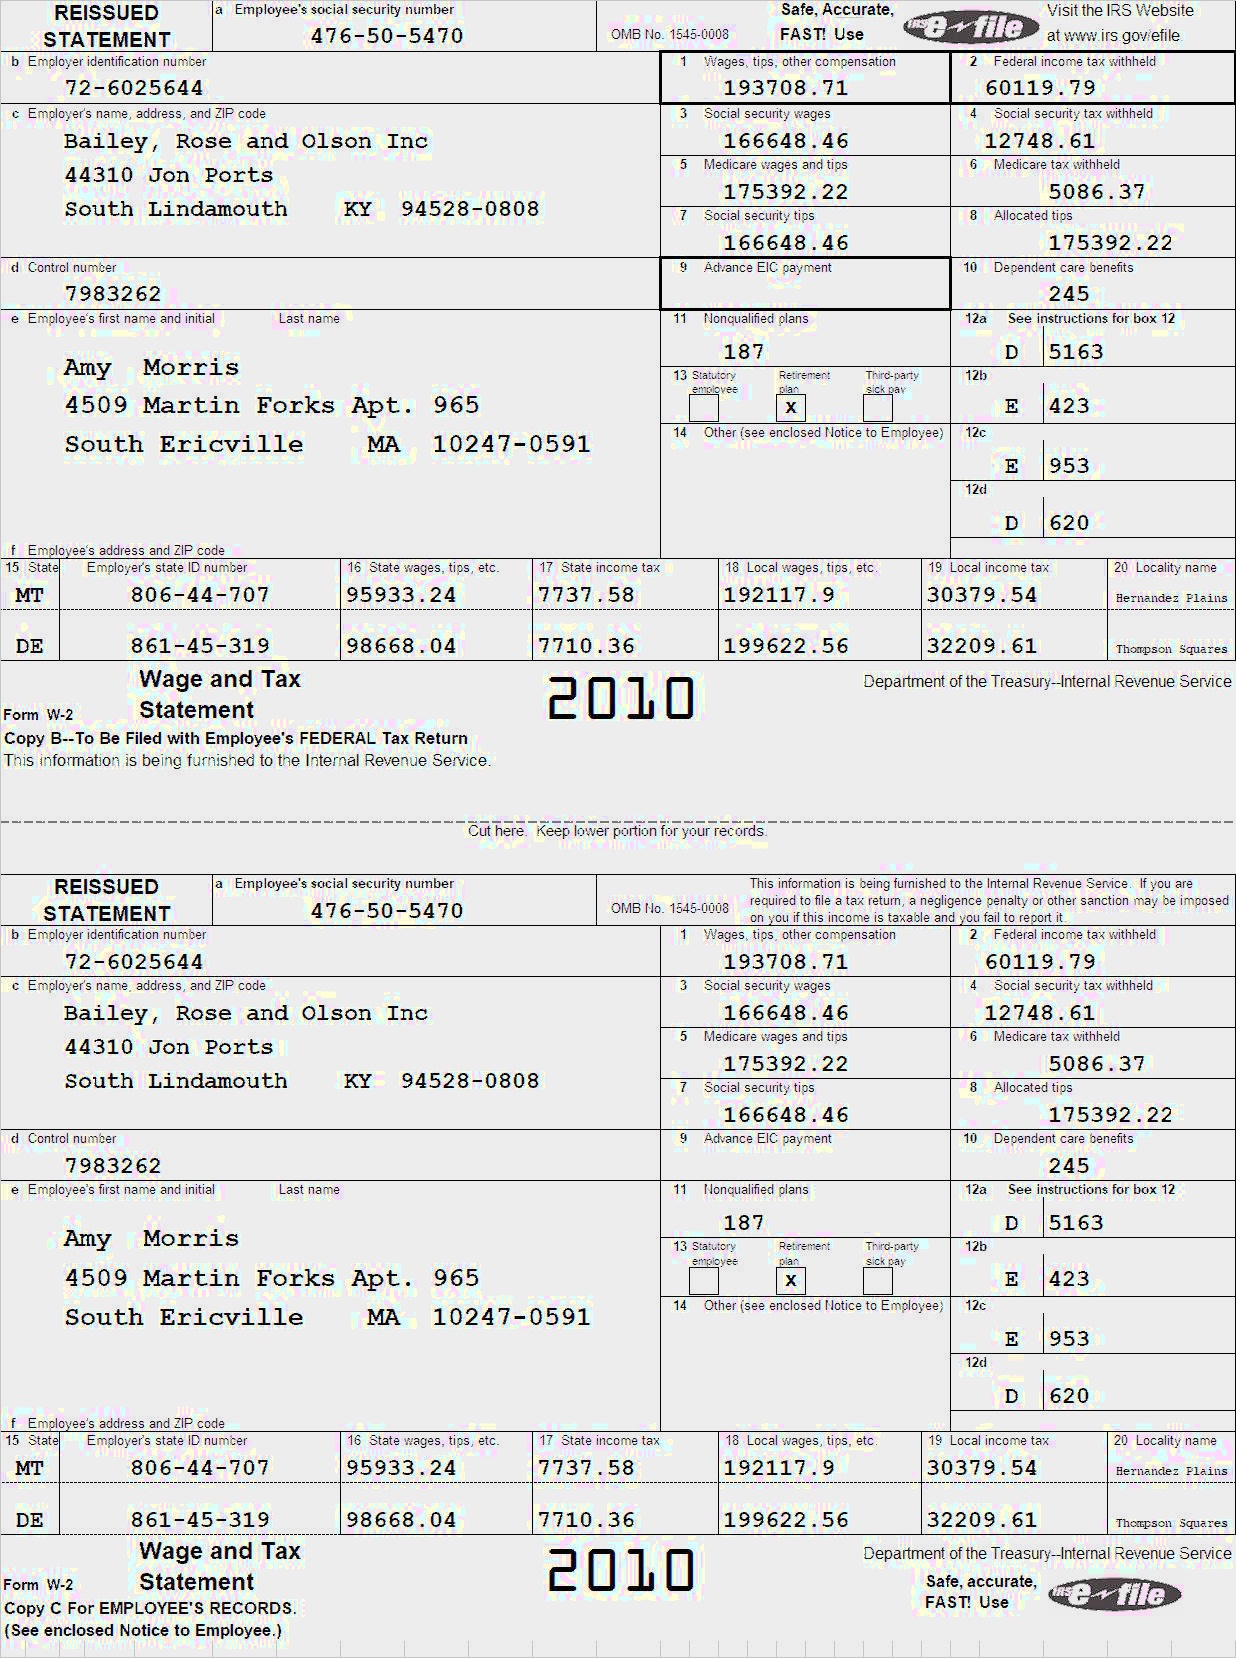 REISSUED STATEMENT
a Employee's social security number
476-50-5470
OMB No. 1545-0008
Safe, Accurate,
FAST! Use
IRS e-file
Visit the IRS Website
at www.irs.gov/efile
b Employer identification number
72-6025644
1 Wages, tips, other compensation
193708.71
2 Federal income tax withheld
60119.79
c Employer's name, address, and ZIP code
Bailey, Rose and Olson Inc
44310 Jon Ports
South Lindamouth KY 94528-0808
3 Social security wages
166648.46
4 Social security tax withheld
12748.61
5 Medicare wages and tips
175392.22
6 Medicare tax withheld
5086.37
7 Social security tips
166648.46
8 Allocated tips
175392.22
d Control number
7983262
9 Advance EIC payment
10 Dependent care benefits
245
e Employee's first name and initial Last name
Amy Morris
4509 Martin Forks Apt. 965
South Ericville MA 10247-0591
11 Nonqualified plans
187
12a See instructions for box 12
D 5163
13 Statutory employee
Retirement plan
X
Third-party sick pay
12b
E 423
14 Other (see enclosed Notice to Employee)
12c
E 953
12d
D 620
f Employee's address and ZIP code
15 State Employer's state ID number 16 State wages, tips, etc. 17 State income tax 18 Local wages, tips, etc. 19 Local income tax 20 Locality name
MT 806-44-707 95933.24 7737.58 192117.9 30379.54 Hernandez Plains
DE 861-45-319 98668.04 7710.36 199622.56 32209.61 Thompson Squares
Form W-2
Wage and Tax
Statement
2010
Department of the Treasury--Internal Revenue Service
Copy B--To Be Filed with Employee's FEDERAL Tax Return
This information is being furnished to the Internal Revenue Service.
Cut here. Keep lower portion for your records.
REISSUED STATEMENT
a Employee's social security number
476-50-5470
OMB No. 1545-0008
This information is being furnished to the Internal Revenue Service. If you are
required to file a tax return, a negligence penalty or other sanction may be imposed
on you if this income is taxable and you fail to report it.
b Employer identification number
72-6025644
1 Wages, tips, other compensation
193708.71
2 Federal income tax withheld
60119.79
c Employer's name, address, and ZIP code
Bailey, Rose and Olson Inc
44310 Jon Ports
South Lindamouth KY 94528-0808
3 Social security wages
166648.46
4 Social security tax withheld
12748.61
5 Medicare wages and tips
175392.22
6 Medicare tax withheld
5086.37
7 Social security tips
166648.46
8 Allocated tips
175392.22
d Control number
7983262
9 Advance EIC payment
10 Dependent care benefits
245
e Employee's first name and initial Last name
Amy Morris
4509 Martin Forks Apt. 965
South Ericville MA 10247-0591
11 Nonqualified plans
187
12a See instructions for box 12
D 5163
13 Statutory employee
Retirement plan
X
Third-party sick pay
12b
E 423
14 Other (see enclosed Notice to Employee)
12c
E 953
12d
D 620
f Employee's address and ZIP code
15 State Employer's state ID number 16 State wages, tips, etc. 17 State income tax 18 Local wages, tips, etc. 19 Local income tax 20 Locality name
MT 806-44-707 95933.24 7737.58 192117.9 30379.54 Hernandez Plains
DE 861-45-319 98668.04 7710.36 199622.56 32209.61 Thompson Squares
Form W-2
Wage and Tax
Statement
2010
Department of the Treasury--Internal Revenue Service
Safe, accurate,
FAST! Use
IRS e-file
Copy C For EMPLOYEE'S RECORDS.
(See enclosed Notice to Employee.)